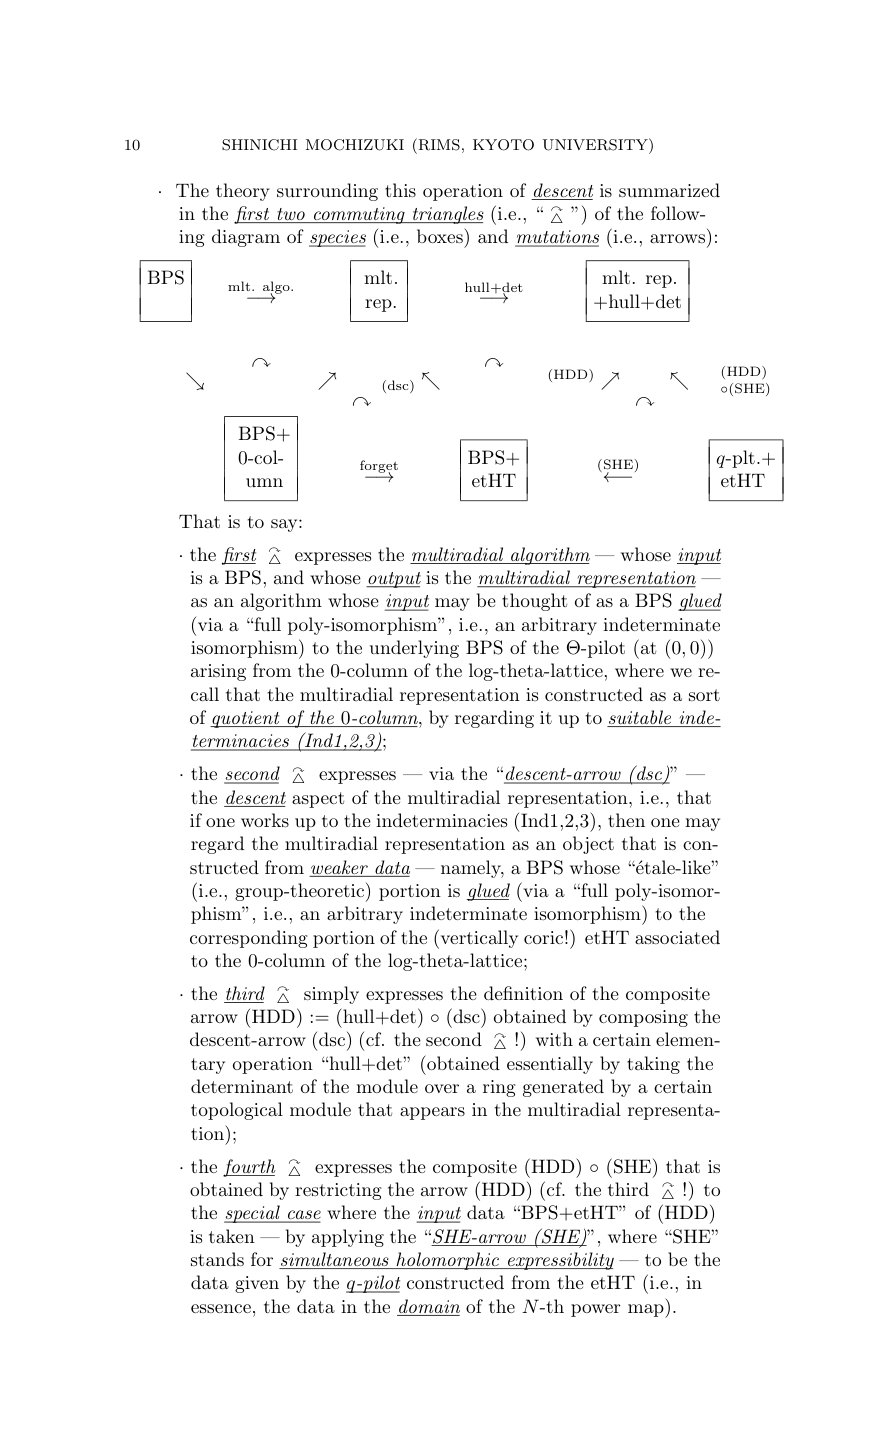 10 SHINICHI MOCHIZUKI (RIMS, KYOTO UNIVERSITY)
· The theory surrounding this operation of descent is summarized
in the first two commuting triangles (i.e., “ ↷△ ”) of the follow-
ing diagram of species (i.e., boxes) and mutations (i.e., arrows):
BPS mlt. algo. → mlt. rep. hull+det → mlt. rep. +hull+det
↘ ↷ ↗ (dsc) ↖ ↷ (HDD) ↗ ↖ (HDD) ∘(SHE)
↷ ↷
BPS+ 0-col- umn forget → BPS+ etHT (SHE) ← q-plt.+ etHT
That is to say:
· the first ↷△ expresses the multiradial algorithm — whose input
is a BPS, and whose output is the multiradial representation —
as an algorithm whose input may be thought of as a BPS glued
(via a “full poly-isomorphism”, i.e., an arbitrary indeterminate
isomorphism) to the underlying BPS of the Θ-pilot (at (0, 0))
arising from the 0-column of the log-theta-lattice, where we re-
call that the multiradial representation is constructed as a sort
of quotient of the 0-column, by regarding it up to suitable inde-
terminacies (Ind1,2,3);
· the second ↷△ expresses — via the “descent-arrow (dsc)” —
the descent aspect of the multiradial representation, i.e., that
if one works up to the indeterminacies (Ind1,2,3), then one may
regard the multiradial representation as an object that is con-
structed from weaker data — namely, a BPS whose “étale-like”
(i.e., group-theoretic) portion is glued (via a “full poly-isomor-
phism”, i.e., an arbitrary indeterminate isomorphism) to the
corresponding portion of the (vertically coric!) etHT associated
to the 0-column of the log-theta-lattice;
· the third ↷△ simply expresses the definition of the composite
arrow (HDD) := (hull+det) ∘ (dsc) obtained by composing the
descent-arrow (dsc) (cf. the second ↷△ !) with a certain elemen-
tary operation “hull+det” (obtained essentially by taking the
determinant of the module over a ring generated by a certain
topological module that appears in the multiradial representa-
tion);
· the fourth ↷△ expresses the composite (HDD) ∘ (SHE) that is
obtained by restricting the arrow (HDD) (cf. the third ↷△ !) to
the special case where the input data “BPS+etHT” of (HDD)
is taken — by applying the “SHE-arrow (SHE)”, where “SHE”
stands for simultaneous holomorphic expressibility — to be the
data given by the q-pilot constructed from the etHT (i.e., in
essence, the data in the domain of the N-th power map).